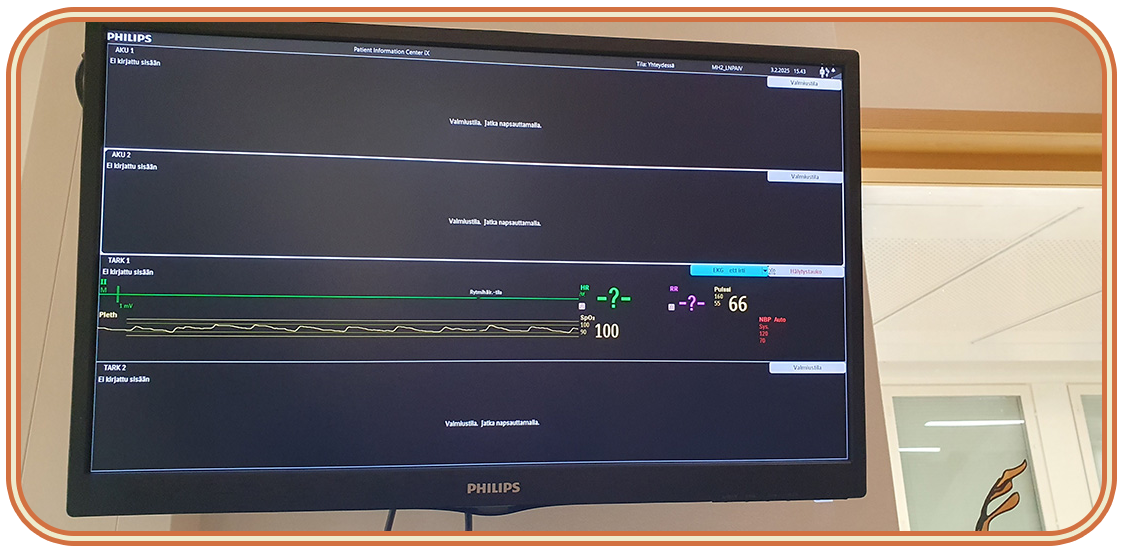 PHILIPS
Patient Information Center iX
Tila: Yhteydessä
MH2_LNPAIV
3.2.2025 15.43
AKU 1
Ei kirjattu sisään
Valmiustila
Valmiustila. Jatka napsauttamalla.
AKU 2
Ei kirjattu sisään
Valmiustila
Valmiustila. Jatka napsauttamalla.
TARK 1
Ei kirjattu sisään
EKG
Hälytystauko
II
M
1 mV
HR
-?-
RR
-?-
Pulssi
160
55
66
Pleth
SpO₂
100
90
100
NBP Auto
Sys.
120
70
TARK 2
Ei kirjattu sisään
Valmiustila
Valmiustila. Jatka napsauttamalla.
PHILIPS